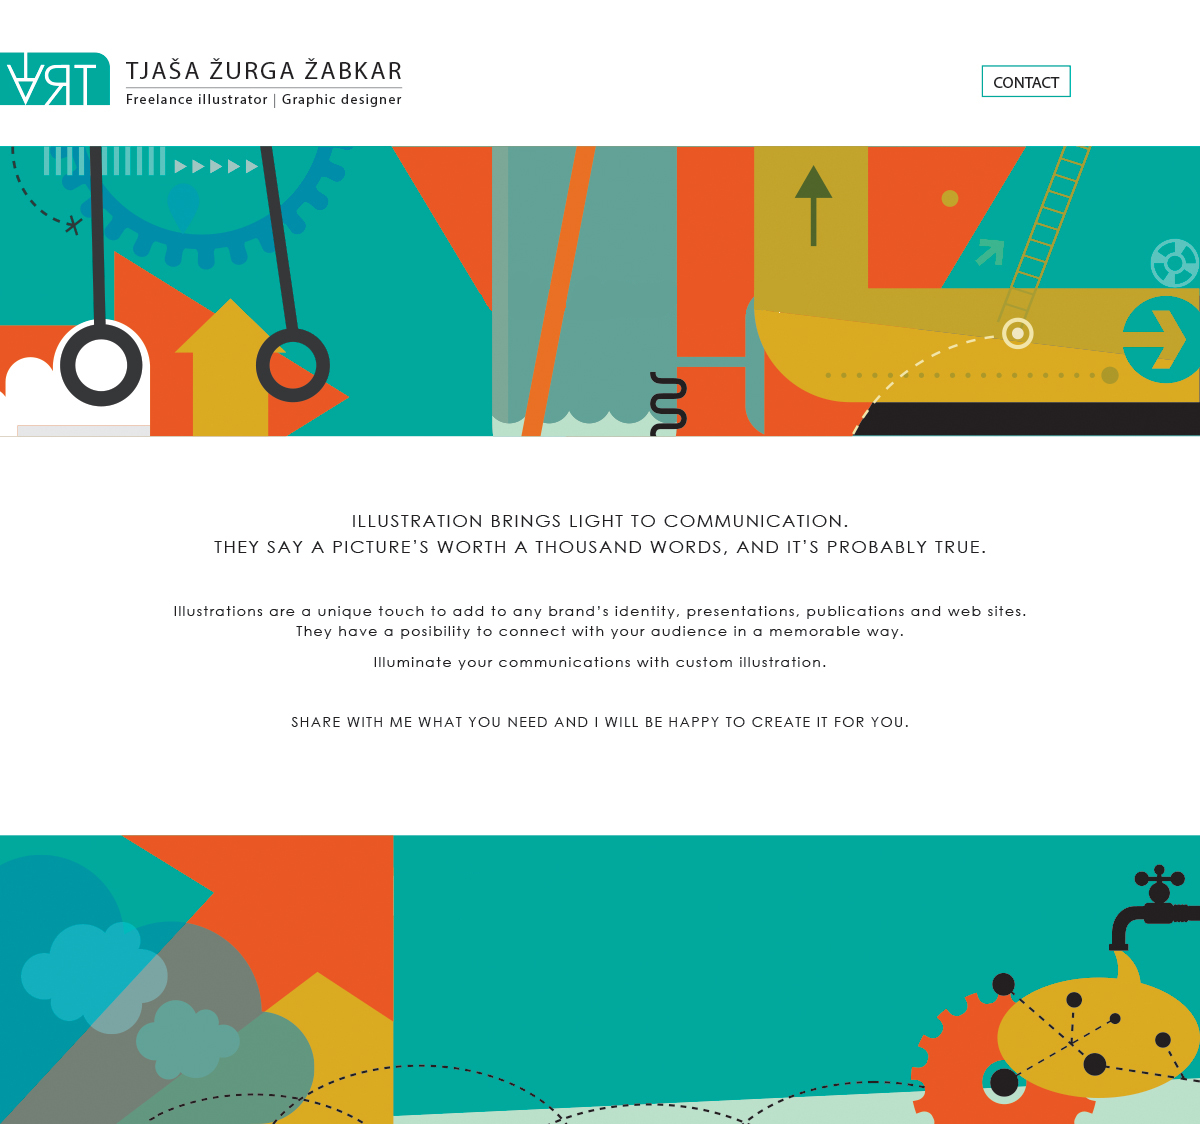 ART
TJAŠA ŽURGA ŽABKAR
Freelance illustrator | Graphic designer
CONTACT
ILLUSTRATION BRINGS LIGHT TO COMMUNICATION.
THEY SAY A PICTURE’S WORTH A THOUSAND WORDS, AND IT’S PROBABLY TRUE.
Illustrations are a unique touch to add to any brand’s identity, presentations, publications and web sites.
They have a posibility to connect with your audience in a memorable way.
Illuminate your communications with custom illustration.
SHARE WITH ME WHAT YOU NEED AND I WILL BE HAPPY TO CREATE IT FOR YOU.